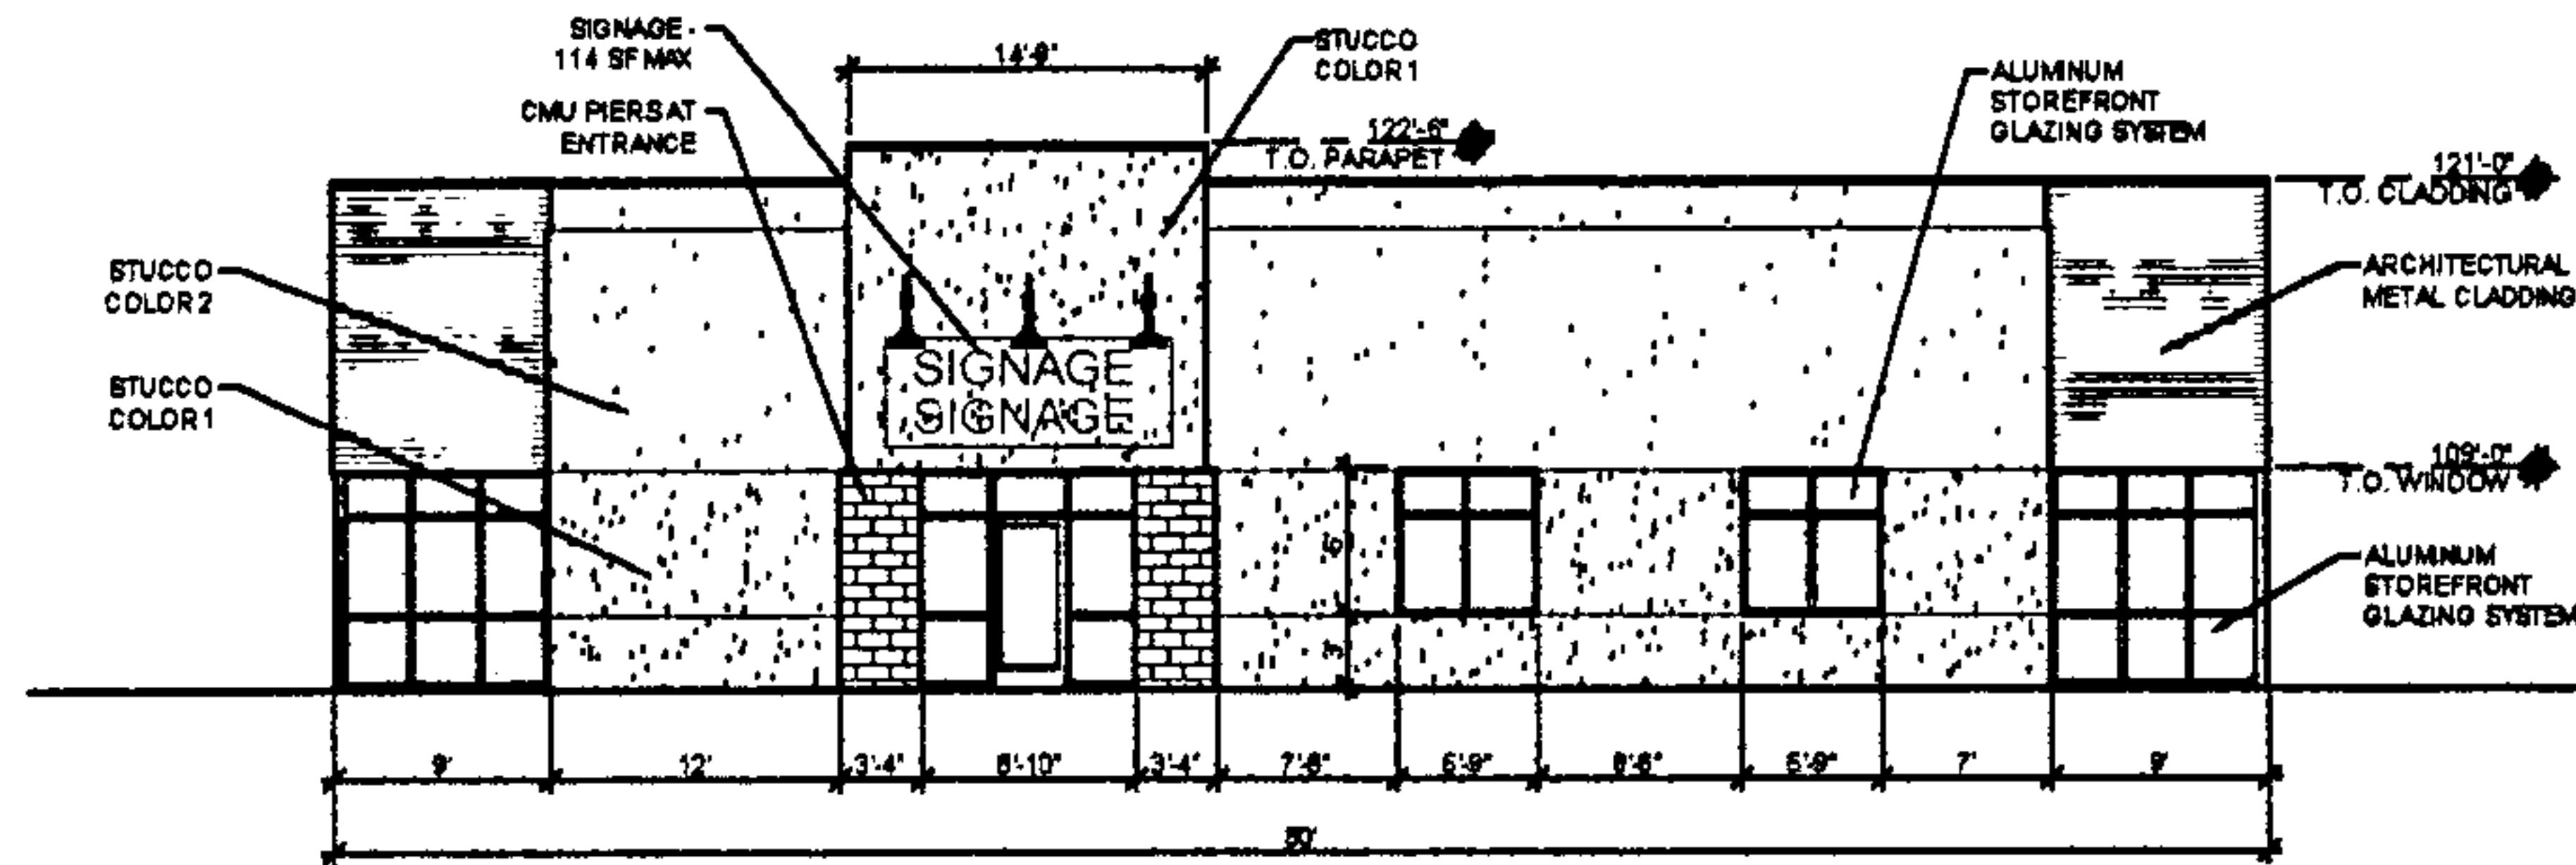 SIGNAGE -
114 SF MAX
14'-9"
STUCCO
COLOR 1
ALUMINUM
STOREFRONT
GLAZING SYSTEM
CMU PIERS AT
ENTRANCE
122'-6"
T.O. PARAPET
121'-0"
T.O. CLADDING
STUCCO
COLOR 2
ARCHITECTURAL
METAL CLADDING
SIGNAGE
SIGNAGE
STUCCO
COLOR 1
109'-0"
T.O. WINDOW
6'
ALUMINUM
STOREFRONT
GLAZING SYSTEM
3'
9' 12' 3'-4" 8'-10" 3'-4" 7'-6" 5'-9" 8'-6" 5'-9" 7' 9'
80'